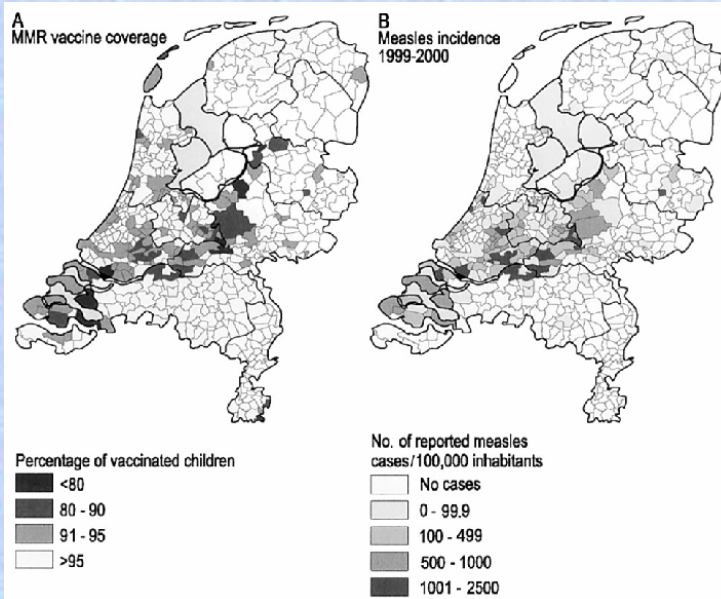 A
MMR vaccine coverage
B
Measles incidence
1999-2000
Percentage of vaccinated children
<80
80 - 90
91 - 95
>95
No. of reported measles
cases/100,000 inhabitants
No cases
0 - 99.9
100 - 499
500 - 1000
1001 - 2500